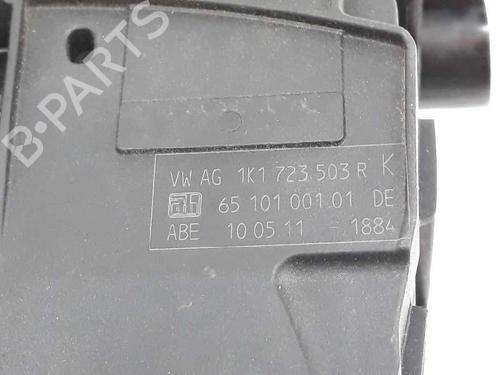 B-PARTS
VW AG 1K1 723.503 R K
65 101 001.01 DE
ABE 10.05.11 - 1884